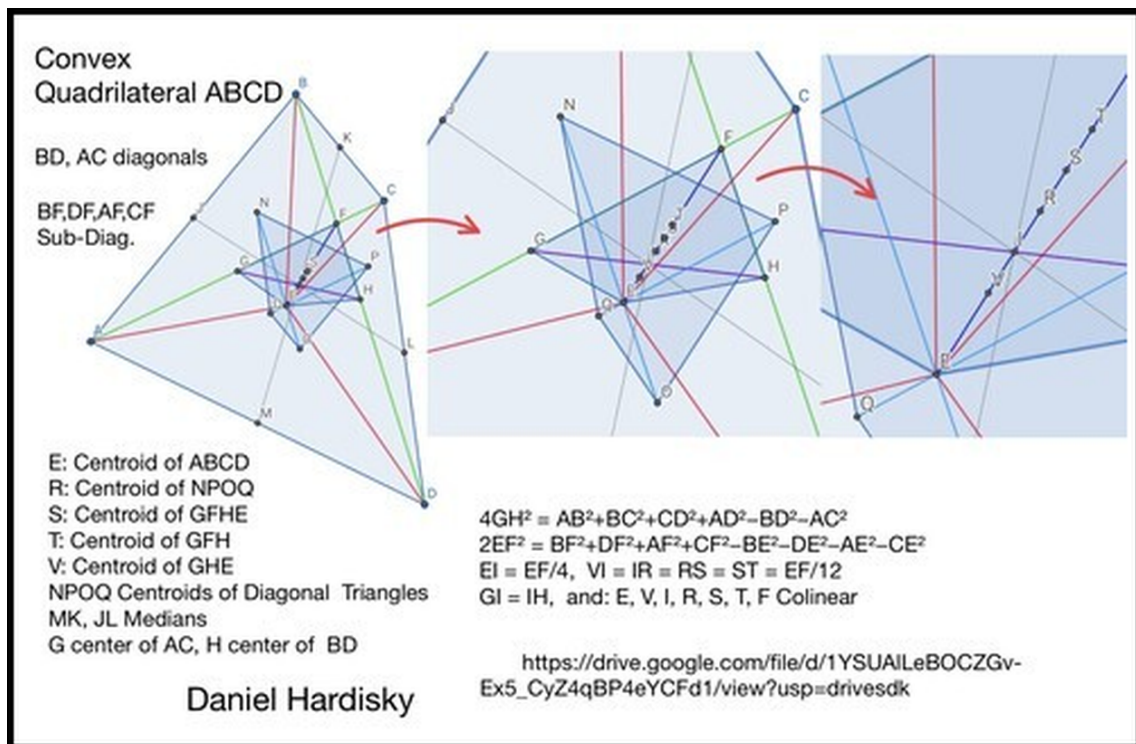 Convex
Quadrilateral ABCD
BD, AC diagonals
BF,DF,AF,CF
Sub-Diag.
B
K
C
J
N
F
G
S
P
H
E
Q
O
L
A
M
D
J
N
C
F
J
P
G
H
E
Q
O
T
S
R
I
V
E
Q
E: Centroid of ABCD
R: Centroid of NPOQ
S: Centroid of GFHE
T: Centroid of GFH
V: Centroid of GHE
NPOQ Centroids of Diagonal Triangles
MK, JL Medians
G center of AC, H center of BD
4GH² = AB²+BC²+CD²+AD²−BD²−AC²
2EF² = BF²+DF²+AF²+CF²−BE²−DE²−AE²−CE²
EI = EF/4, VI = IR = RS = ST = EF/12
GI = IH, and: E, V, I, R, S, T, F Colinear
https://drive.google.com/file/d/1YSUAlLeBOCZGv-
Ex5_CyZ4qBP4eYCFd1/view?usp=drivesdk
Daniel Hardisky